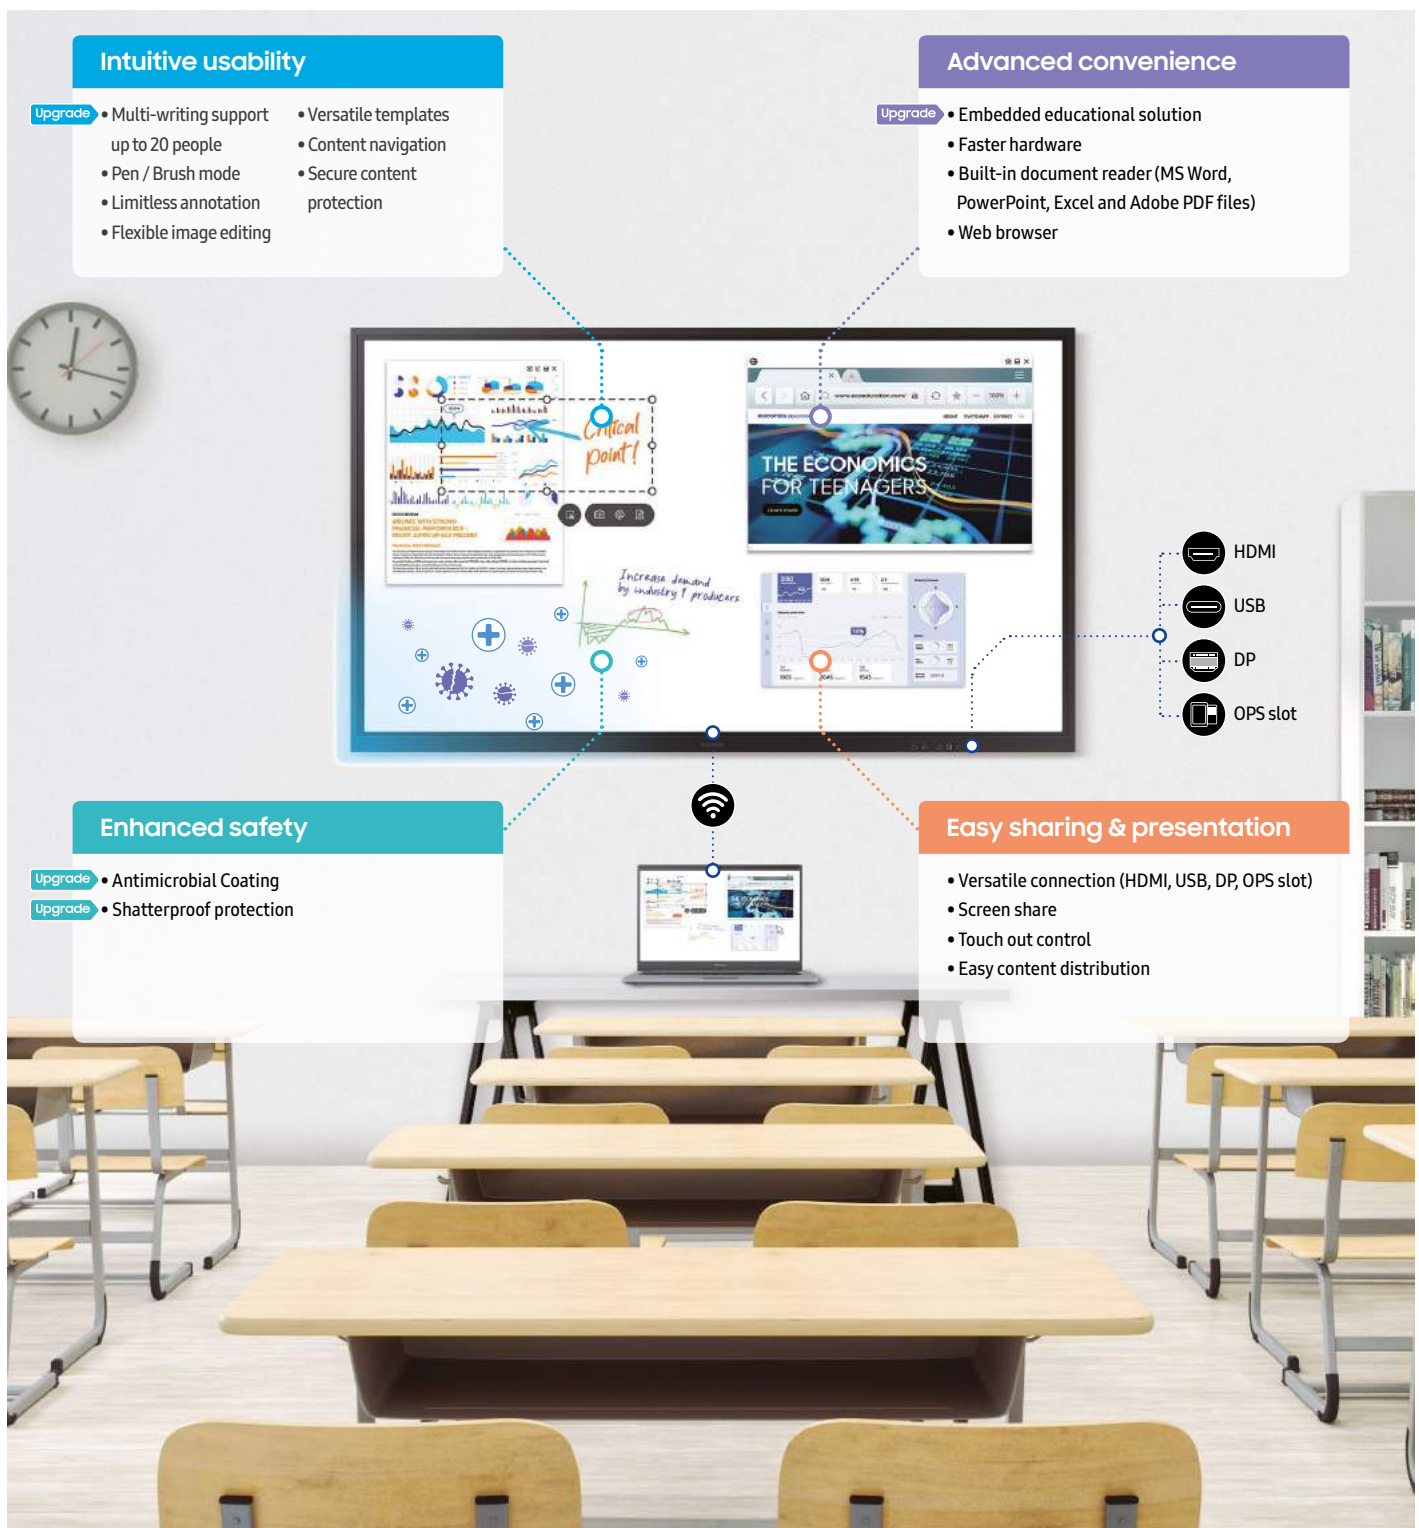 Intuitive usability
Upgrade
• Multi-writing support
up to 20 people
• Pen / Brush mode
• Limitless annotation
• Flexible image editing
• Versatile templates
• Content navigation
• Secure content
protection
Advanced convenience
Upgrade
• Embedded educational solution
• Faster hardware
• Built-in document reader (MS Word,
PowerPoint, Excel and Adobe PDF files)
• Web browser
Critical
point!
100%
THE ECONOMICS
FOR TEENAGERS
Learn more
Increase demand
by industry 1 producers
HDMI
USB
DP
OPS slot
Enhanced safety
Upgrade • Antimicrobial Coating
Upgrade • Shatterproof protection
Easy sharing & presentation
• Versatile connection (HDMI, USB, DP, OPS slot)
• Screen share
• Touch out control
• Easy content distribution